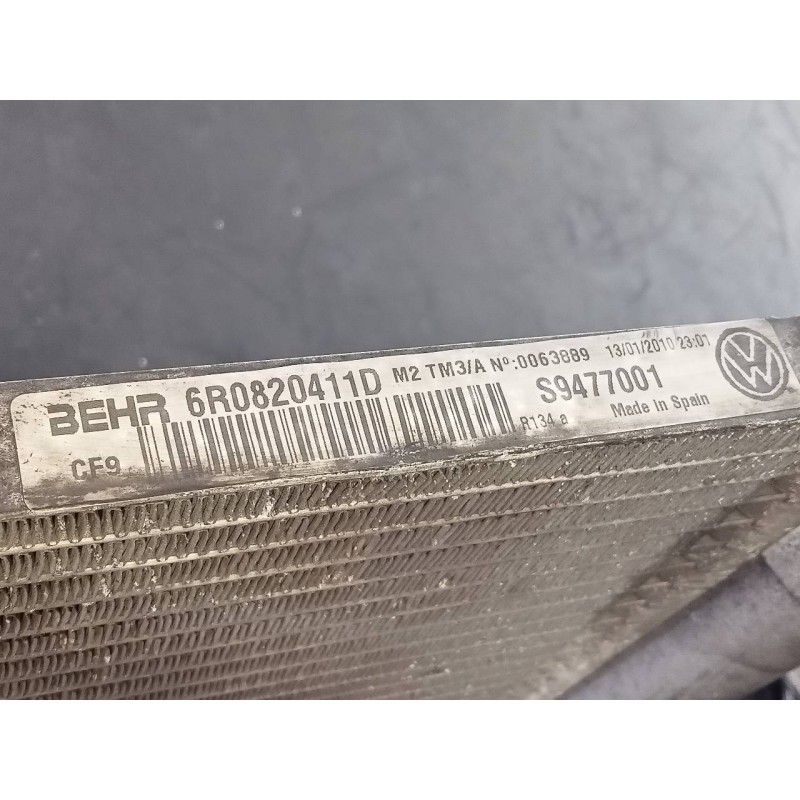 BEHR 6R0820411D M2 TM3/A Nº:0063889 13/01/2010 23:01
CF9 R134 a S9477001 Made in Spain